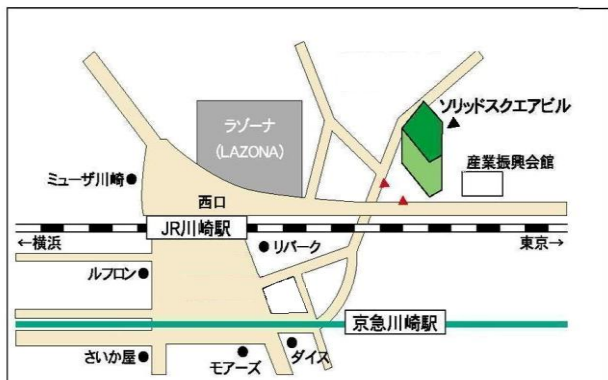 ソリッドスクエアビル
ラゾーナ
(LAZONA)
産業振興会館
ミューザ川崎
西口
JR川崎駅
←横浜
リバーク
東京→
ルフロン
京急川崎駅
さいか屋
モアーズ
ダイス